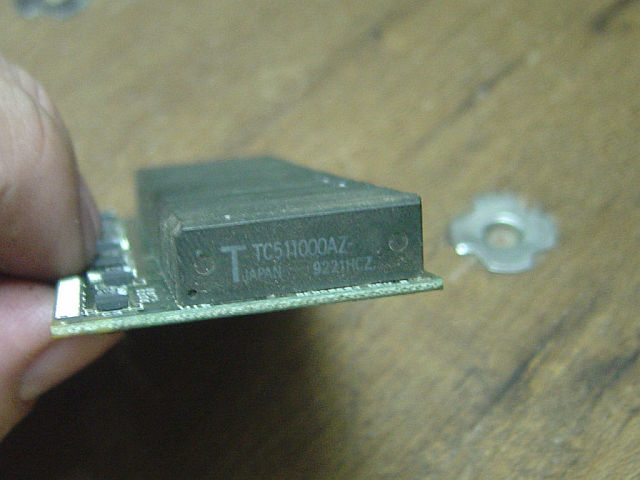 T TC511000AZ-
JAPAN 9221HCZ